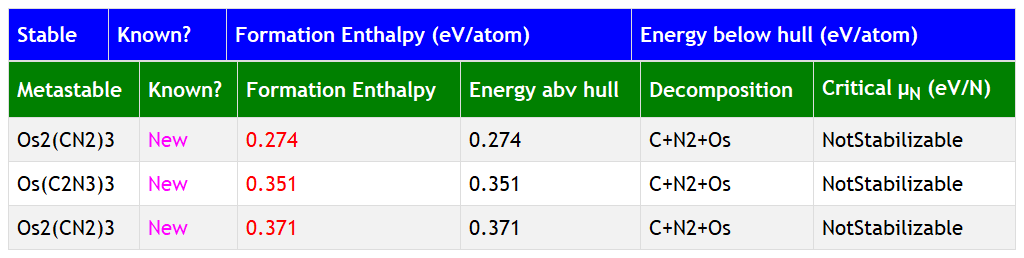 Stable Known? Formation Enthalpy (eV/atom) Energy below hull (eV/atom)
Metastable Known? Formation Enthalpy Energy abv hull Decomposition Critical μN (eV/N)
Os2(CN2)3 New 0.274 0.274 C+N2+Os NotStabilizable
Os(C2N3)3 New 0.351 0.351 C+N2+Os NotStabilizable
Os2(CN2)3 New 0.371 0.371 C+N2+Os NotStabilizable